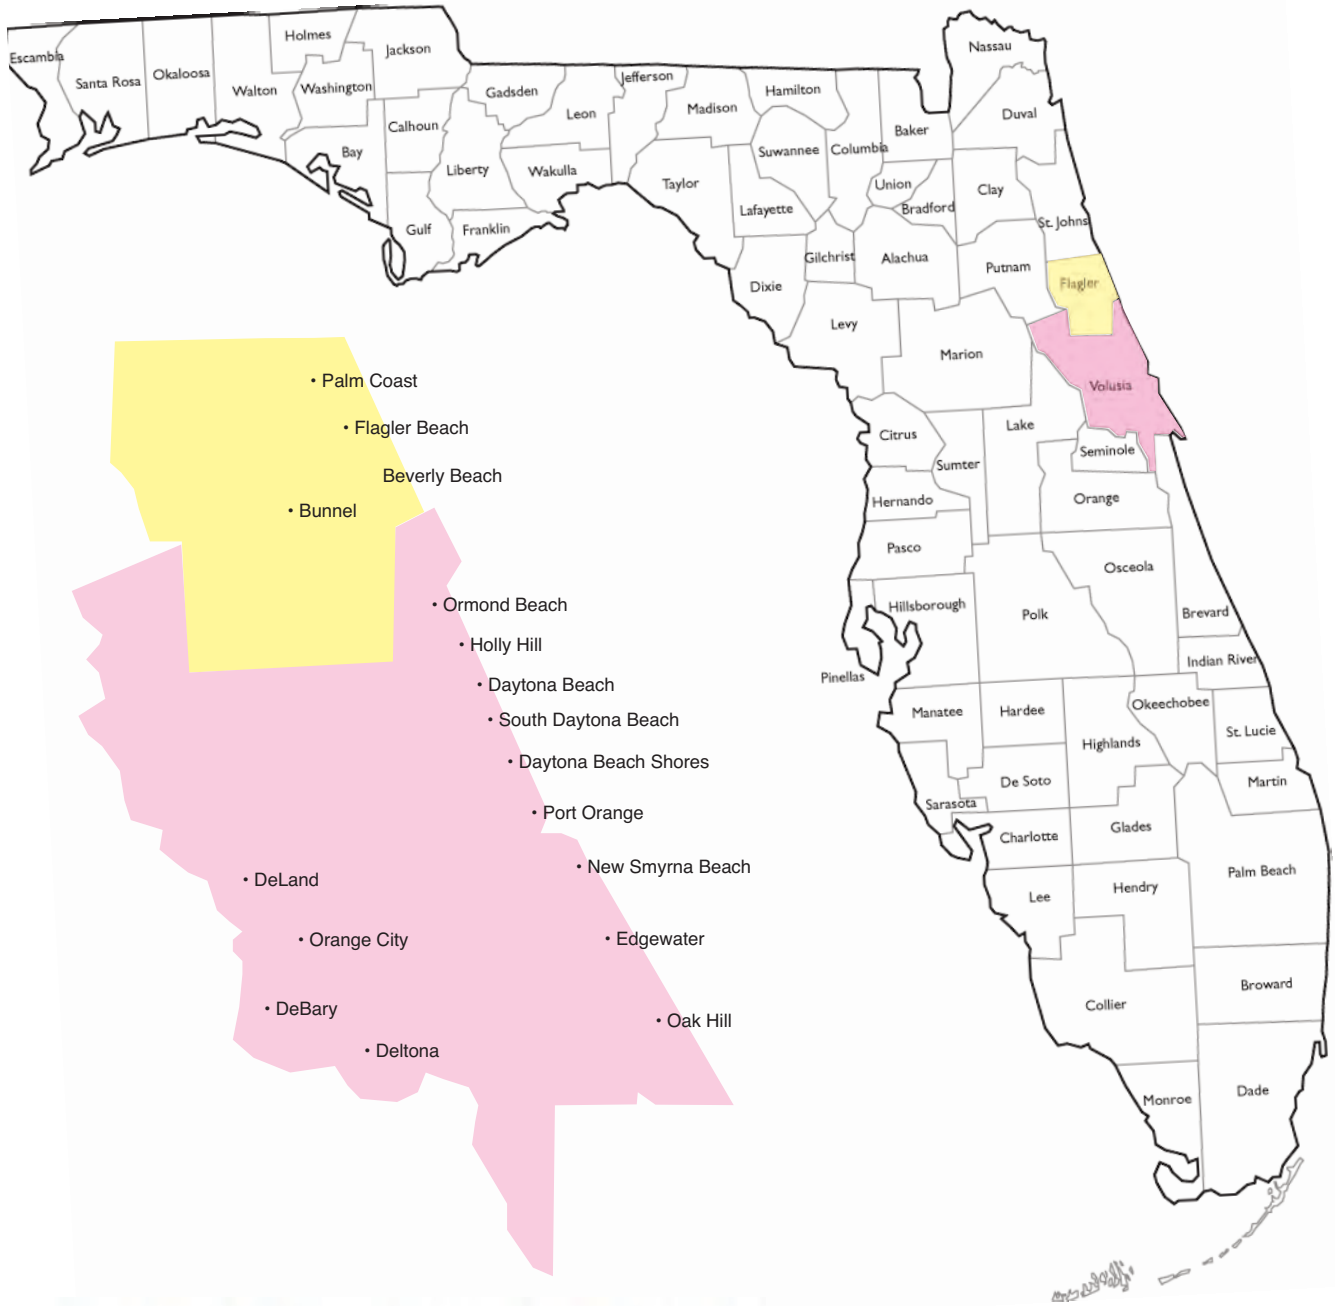 Escambia
Santa Rosa
Okaloosa
Walton
Holmes
Washington
Jackson
Bay
Calhoun
Gulf
Liberty
Gadsden
Franklin
Leon
Wakulla
Jefferson
Madison
Taylor
Hamilton
Suwannee
Lafayette
Dixie
Columbia
Gilchrist
Levy
Baker
Union
Bradford
Alachua
Nassau
Duval
Clay
St. Johns
Putnam
Flagler
Marion
Volusia
Citrus
Sumter
Lake
Seminole
Hernando
Orange
Pasco
Osceola
Hillsborough
Polk
Brevard
Pinellas
Indian River
Manatee
Hardee
Okeechobee
Highlands
St. Lucie
De Soto
Martin
Sarasota
Charlotte
Glades
Palm Beach
Lee
Hendry
Collier
Broward
Monroe
Dade
• Palm Coast
• Flagler Beach
Beverly Beach
• Bunnel
• Ormond Beach
• Holly Hill
• Daytona Beach
• South Daytona Beach
• Daytona Beach Shores
• Port Orange
• New Smyrna Beach
• DeLand
• Orange City
• Edgewater
• DeBary
• Oak Hill
• Deltona